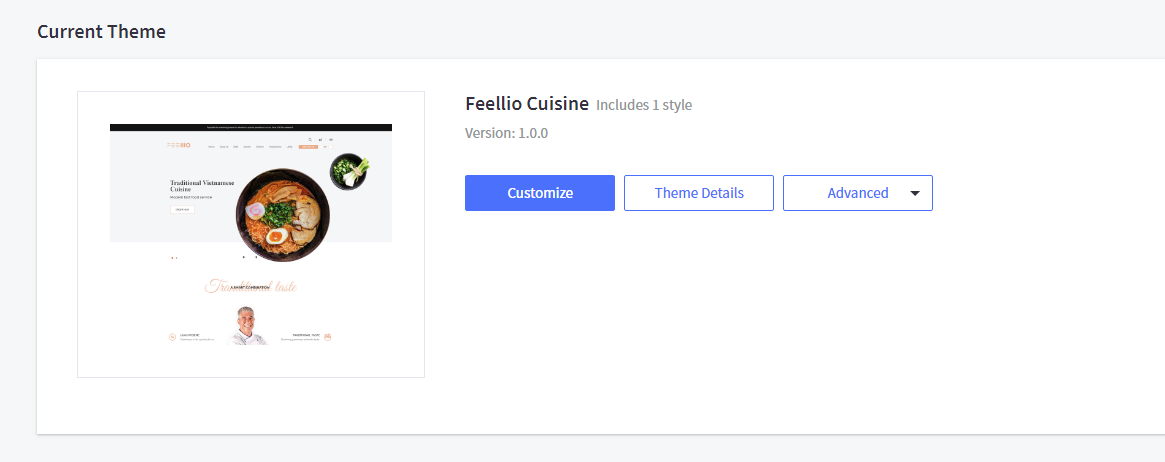 Current Theme
Feellio Cuisine Includes 1 style
Version: 1.0.0
Customize
Theme Details
Advanced
FEELLIO
Traditional Vietnamese
Cuisine
Traditional taste
A SHORT COMBINATION